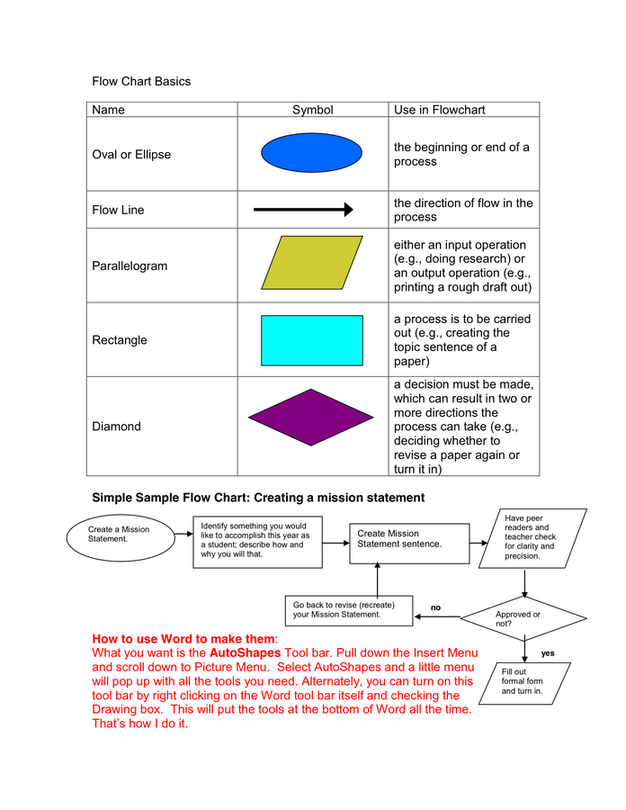 Flow Chart Basics
Name
Symbol
Use in Flowchart
Oval or Ellipse
the beginning or end of a
process
Flow Line
the direction of flow in the
process
Parallelogram
either an input operation
(e.g., doing research) or
an output operation (e.g.,
printing a rough draft out)
Rectangle
a process is to be carried
out (e.g., creating the
topic sentence of a
paper)
Diamond
a decision must be made,
which can result in two or
more directions the
process can take (e.g.,
deciding whether to
revise a paper again or
turn it in)
Simple Sample Flow Chart: Creating a mission statement
Create a Mission
Statement.
Identify something you would
like to accomplish this year as
a student; describe how and
why you will that.
Create Mission
Statement sentence.
Have peer
readers and
teacher check
for clarity and
precision.
Approved or
not?
no
Go back to revise (recreate)
your Mission Statement.
yes
Fill out
formal form
and turn in.
How to use Word to make them:
What you want is the AutoShapes Tool bar. Pull down the Insert Menu
and scroll down to Picture Menu.  Select AutoShapes and a little menu
will pop up with all the tools you need. Alternately, you can turn on this
tool bar by right clicking on the Word tool bar itself and checking the
Drawing box.  This will put the tools at the bottom of Word all the time.
That's how I do it.